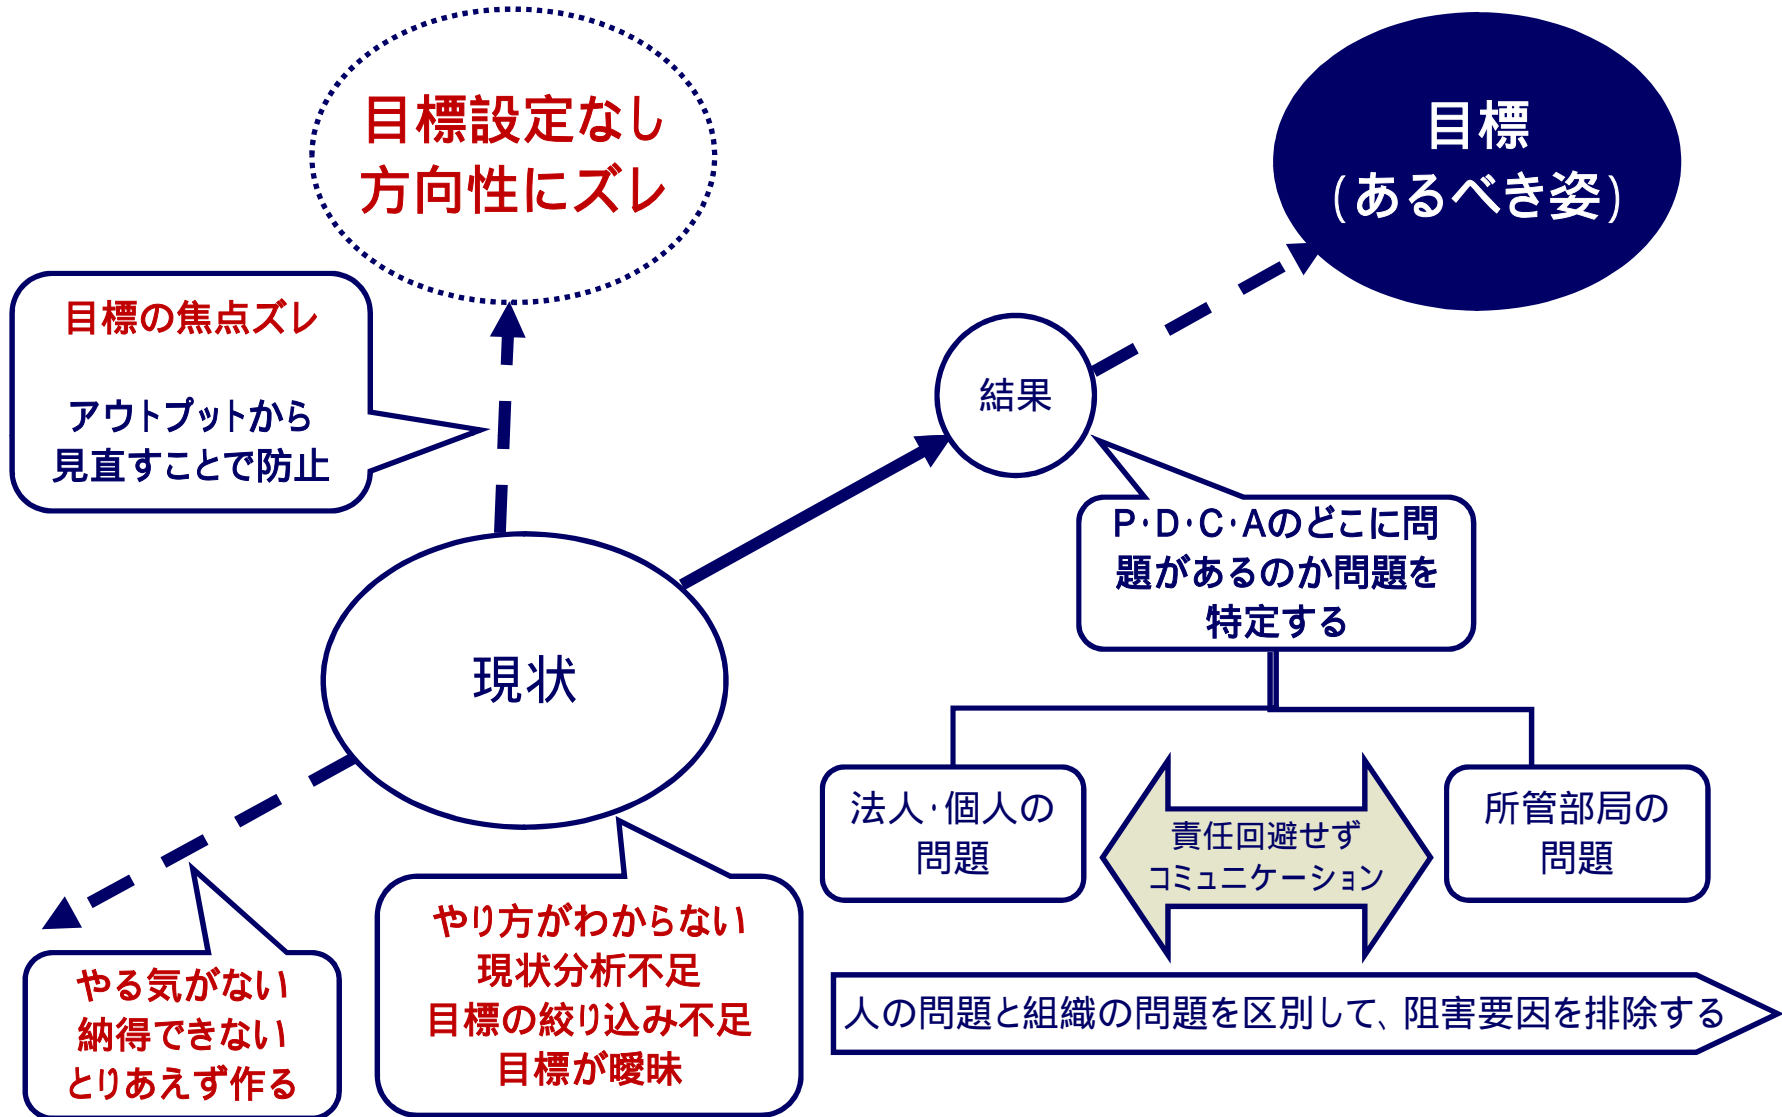 目標設定なし
方向性にズレ
目標
(あるべき姿)
目標の焦点ズレ
アウトプットから
見直すことで防止
結果
P・D・C・Aのどこに問
題があるのか問題を
特定する
現状
法人・個人の
問題
責任回避せず
コミュニケーション
所管部局の
問題
やり方がわからない
現状分析不足
目標の絞り込み不足
目標が曖昧
やる気がない
納得できない
とりあえず作る
人の問題と組織の問題を区別して、阻害要因を排除する